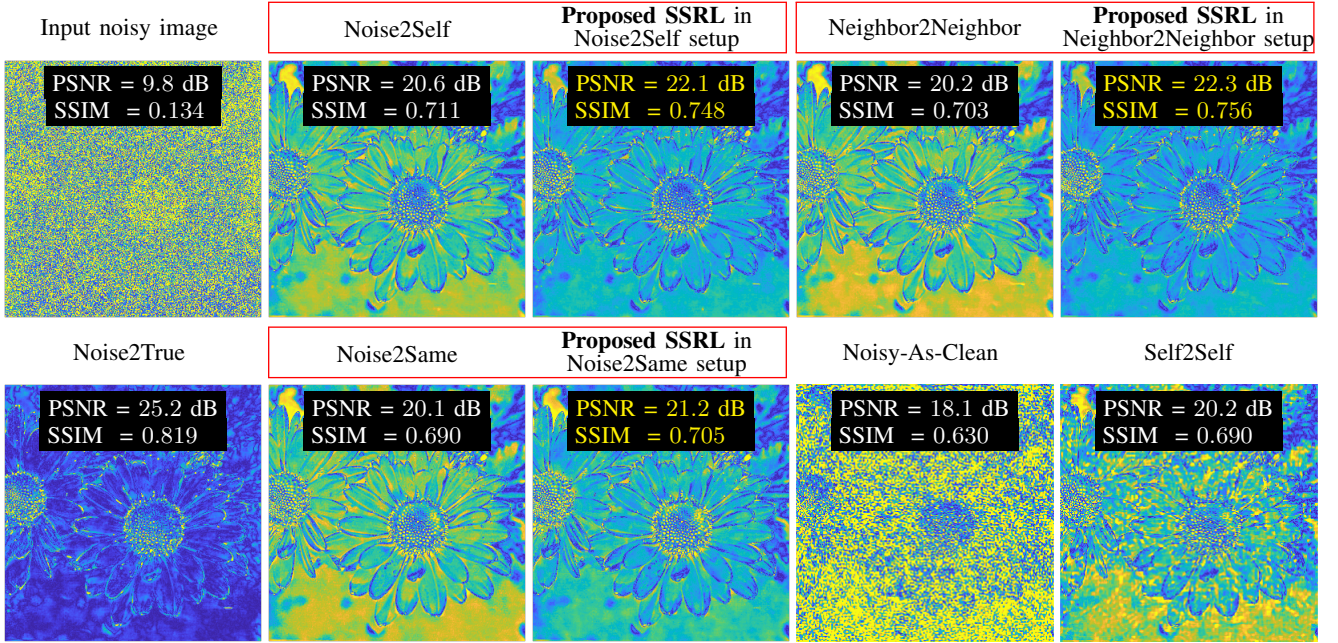 Input noisy image
Noise2Self
Proposed SSRL in
Noise2Self setup
Neighbor2Neighbor
Proposed SSRL in
Neighbor2Neighbor setup
PSNR = 9.8 dB
SSIM = 0.134
PSNR = 20.6 dB
SSIM = 0.711
PSNR = 22.1 dB
SSIM = 0.748
PSNR = 20.2 dB
SSIM = 0.703
PSNR = 22.3 dB
SSIM = 0.756
Noise2True
Noise2Same
Proposed SSRL in
Noise2Same setup
Noisy-As-Clean
Self2Self
PSNR = 25.2 dB
SSIM = 0.819
PSNR = 20.1 dB
SSIM = 0.690
PSNR = 21.2 dB
SSIM = 0.705
PSNR = 18.1 dB
SSIM = 0.630
PSNR = 20.2 dB
SSIM = 0.690